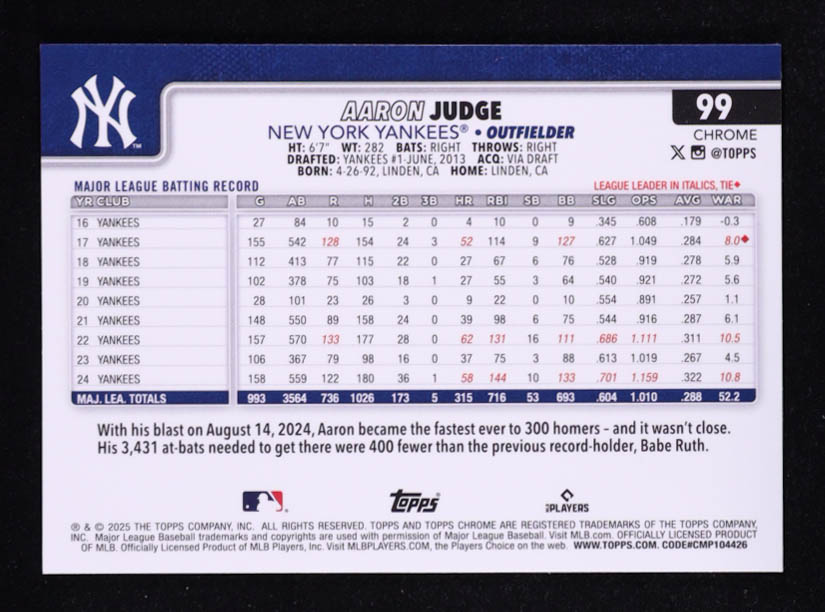 NY
™
AARON JUDGE
99
NEW YORK YANKEES® • OUTFIELDER
CHROME
HT: 6'7" WT: 282 BATS: RIGHT THROWS: RIGHT
@TOPPS
DRAFTED: YANKEES #1-JUNE, 2013 ACQ: VIA DRAFT
BORN: 4-26-92, LINDEN, CA HOME: LINDEN, CA
MAJOR LEAGUE BATTING RECORD LEAGUE LEADER IN ITALICS, TIE♦
YR CLUB G AB R H 2B 3B HR RBI SB BB SLG OPS AVG WAR
16 YANKEES 27 84 10 15 2 0 4 10 0 9 .345 .608 .179 -0.3
17 YANKEES 155 542 128 154 24 3 52 114 9 127 .627 1.049 .284 8.0♦
18 YANKEES 112 413 77 115 22 0 27 67 6 76 .528 .919 .278 5.9
19 YANKEES 102 378 75 103 18 1 27 55 3 64 .540 .921 .272 5.6
20 YANKEES 28 101 23 26 3 0 9 22 0 10 .554 .891 .257 1.1
21 YANKEES 148 550 89 158 24 0 39 98 6 75 .544 .916 .287 6.1
22 YANKEES 157 570 133 177 28 0 62 131 16 111 .686 1.111 .311 10.5
23 YANKEES 106 367 79 98 16 0 37 75 3 88 .613 1.019 .267 4.5
24 YANKEES 158 559 122 180 36 1 58 144 10 133 .701 1.159 .322 10.8
MAJ. LEA. TOTALS 993 3564 736 1026 173 5 315 716 53 693 .604 1.010 .288 52.2
With his blast on August 14, 2024, Aaron became the fastest ever to 300 homers – and it wasn't close.
His 3,431 at-bats needed to get there were 400 fewer than the previous record-holder, Babe Ruth.
Topps PLAYERS
® & © 2025 THE TOPPS COMPANY, INC. ALL RIGHTS RESERVED. TOPPS AND TOPPS CHROME ARE REGISTERED TRADEMARKS OF THE TOPPS COMPANY,
INC. Major League Baseball trademarks and copyrights are used with permission of Major League Baseball. Visit MLB.com. OFFICIALLY LICENSED PRODUCT
OF MLB. Officially Licensed Product of MLB Players, Inc. Visit MLBPLAYERS.COM, the Players Choice on the web. WWW.TOPPS.COM. CODE#CMP104426